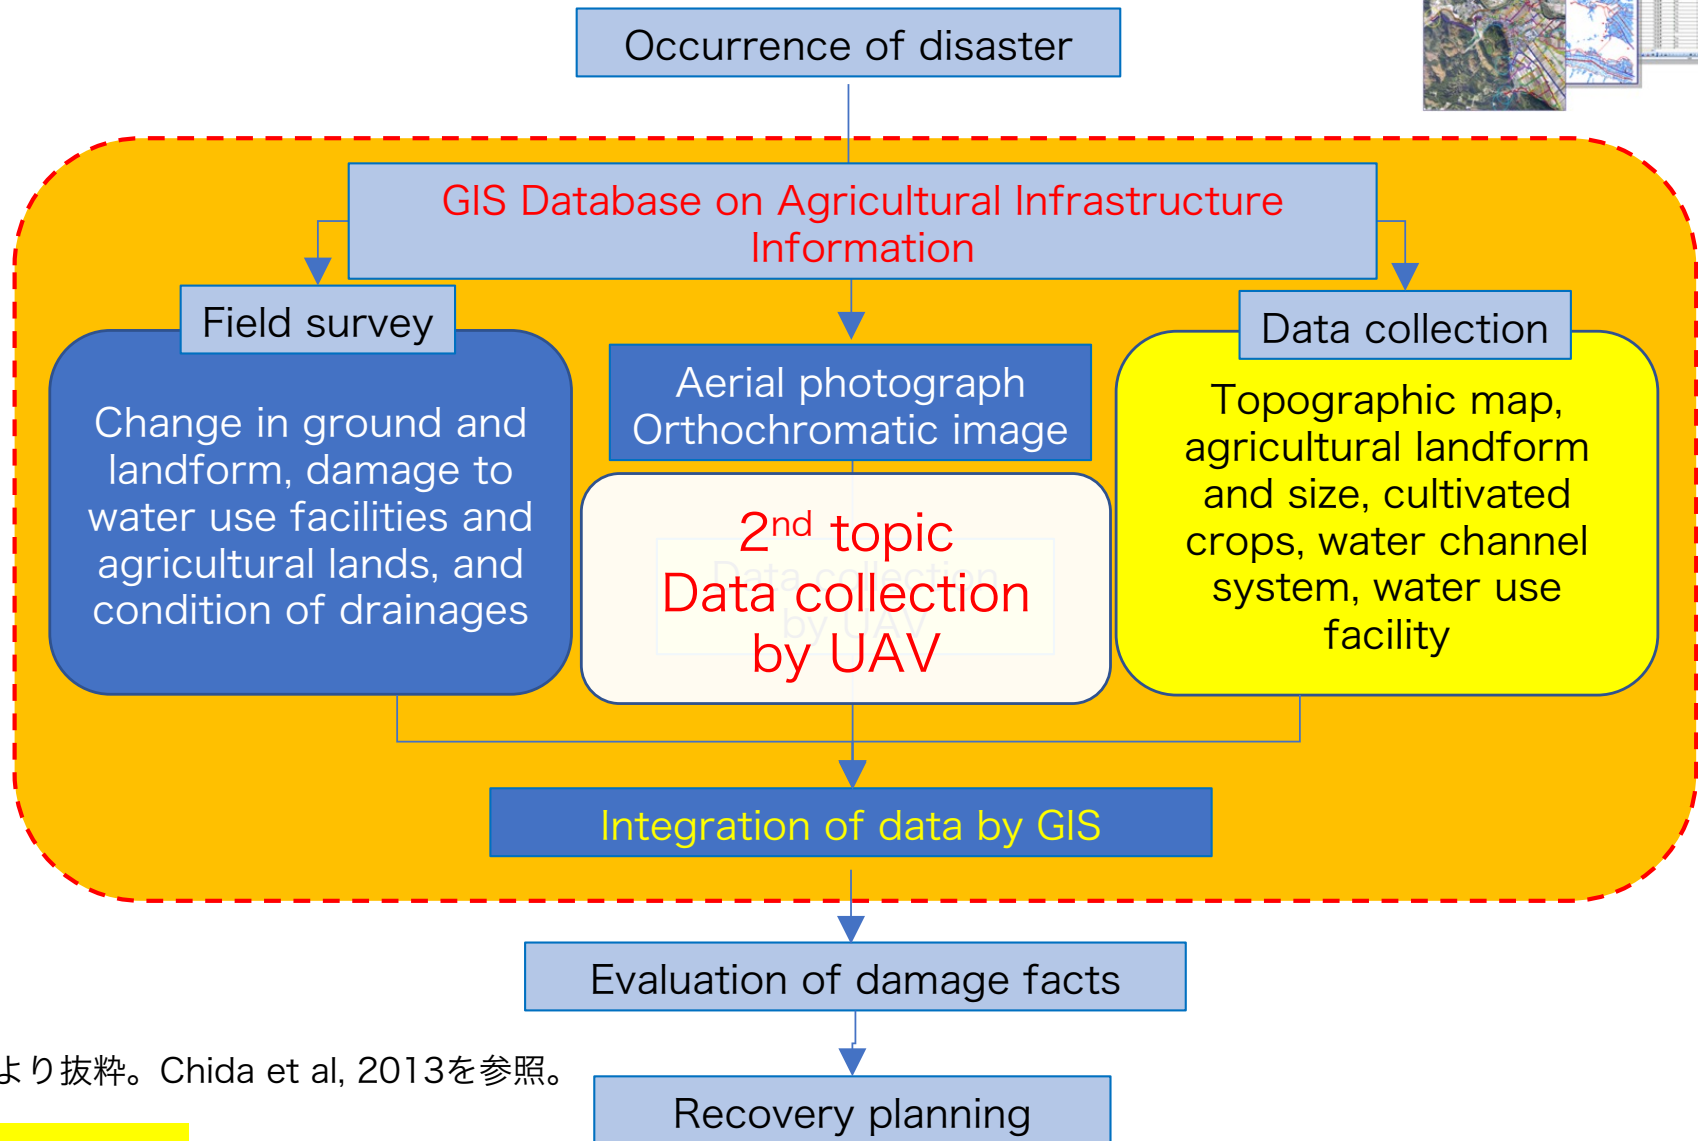 Occurrence of disaster
GIS Database on Agricultural Infrastructure
Information
Field survey
Change in ground and
landform, damage to
water use facilities and
agricultural lands, and
condition of drainages
Aerial photograph
Orthochromatic image
2nd topic
Data collection
by UAV
Data collection
by UAV
Data collection
Topographic map,
agricultural landform
and size, cultivated
crops, water channel
system, water use
facility
Integration of data by GIS
Evaluation of damage facts
より抜粋。Chida et al, 2013を参照。
Recovery planning